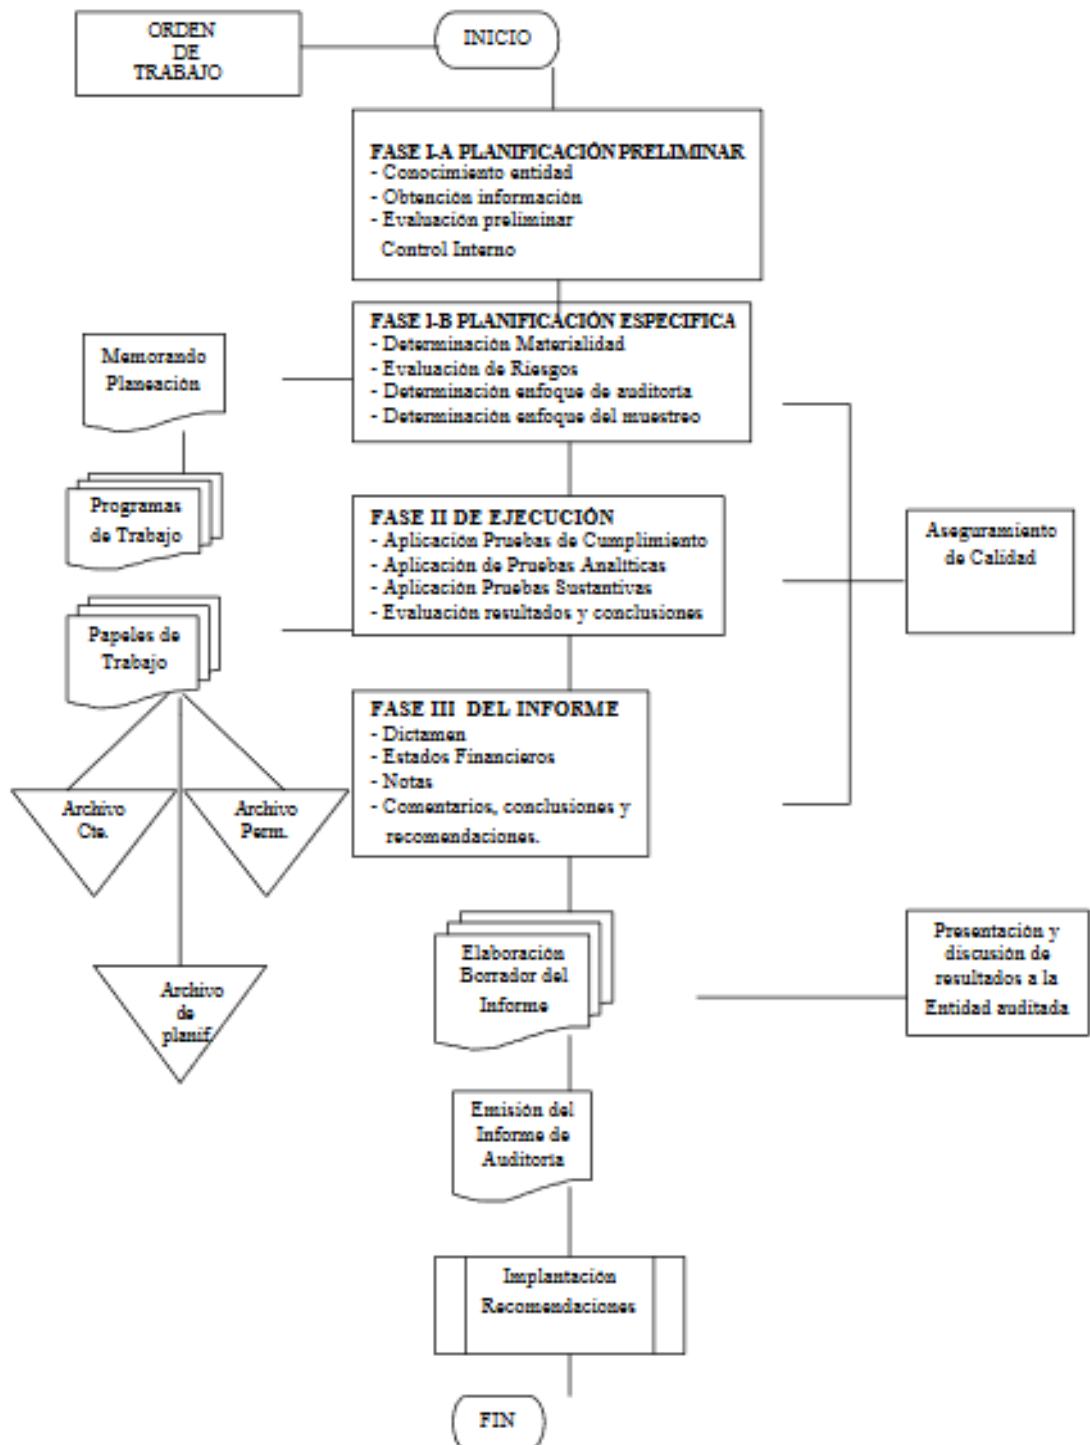 ORDEN
DE
TRABAJO
INICIO
FASE I-A PLANIFICACIÓN PRELIMINAR
- Conocimiento entidad
- Obtención información
- Evaluación preliminar
Control Interno
FASE I-B PLANIFICACIÓN ESPECIFICA
- Determinación Materialidad
- Evaluación de Riesgos
- Determinación enfoque de auditoría
- Determinación enfoque del muestreo
Memorando
Planeación
Programas
de Trabajo
FASE II DE EJECUCIÓN
- Aplicación Pruebas de Cumplimiento
- Aplicación de Pruebas Analíticas
- Aplicación Pruebas Sustantivas
- Evaluación resultados y conclusiones
Aseguramiento
de Calidad
Papeles de
Trabajo
FASE III DEL INFORME
- Dictamen
- Estados Financieros
- Notas
- Comentarios, conclusiones y
recomendaciones.
Archivo
Cte.
Archivo
Perm.
Archivo
de
planif.
Elaboración
Borrador del
Informe
Presentación y
discusión de
resultados a la
Entidad auditada
Emisión del
Informe de
Auditoría
Implantación
Recomendaciones
FIN